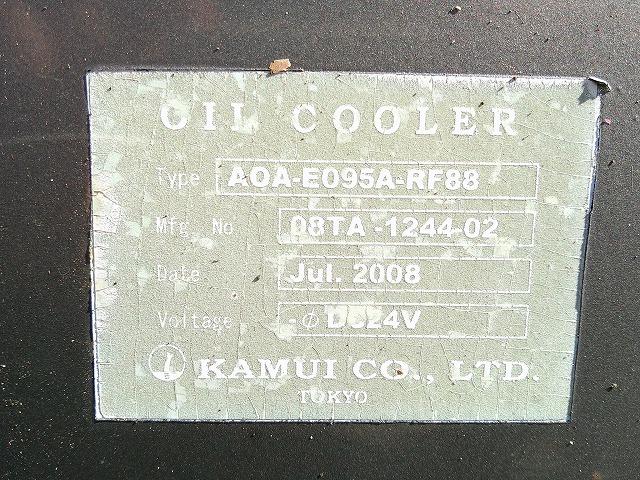 OIL COOLER
Type AOA-E095A-RF88
Mfg. No 08TA-1244-02
Date Jul. 2008
Voltage -Φ DC24V
KAMUI CO., LTD.
TOKYO